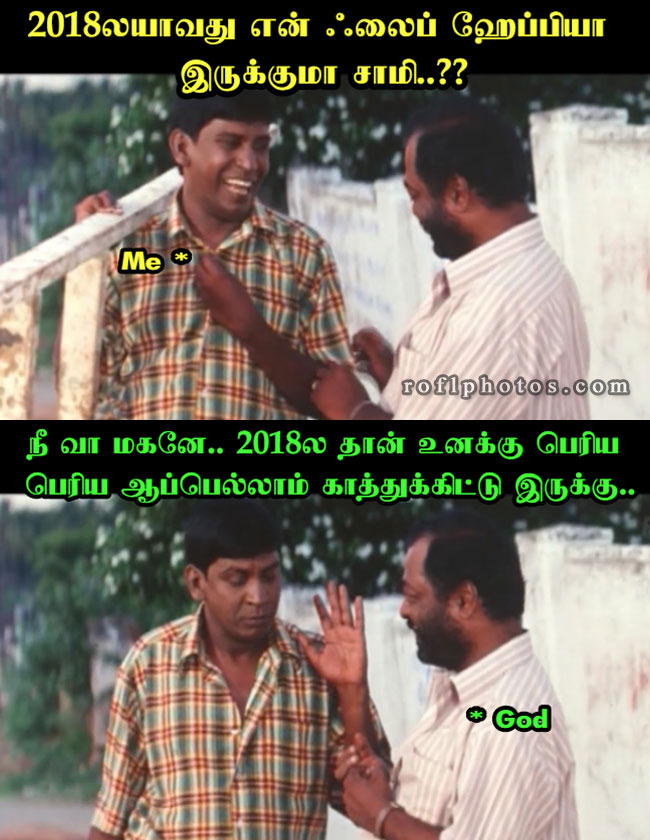 2018லயாவது என் ஃலைப் ஹேப்பியா
இருக்குமா சாமி..??
Me *
roflphotos.com
நீ வா மகனே.. 2018ல தான் உனக்கு பெரிய
பெரிய ஆப்பெல்லாம் காத்துக்கிட்டு இருக்கு..
* God